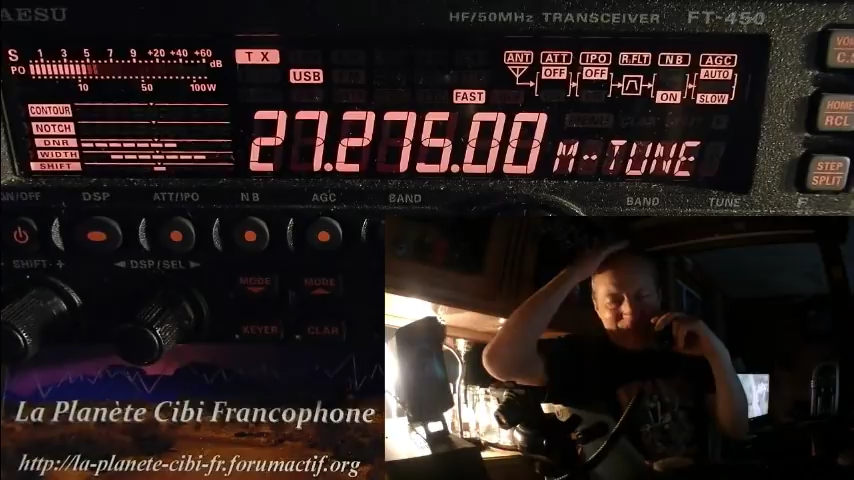 AESU
HF/50MHz TRANSCEIVER FT-450
S 1 3 5 7 9 +20 +40 +60 dB
PO 10 50 100W
TX
USB
FAST
ANT ATT IPO R.FLT NB AGC
OFF OFF AUTO
ON SLOW
CONTOUR
NOTCH
DNR
WIDTH
SHIFT
27.275.00 M-TUNE
HOME
RCL
STEP
SPLIT
ON/OFF DSP ATT/IPO NB AGC BAND BAND TUNE
SHIFT + DSP/SEL
MODE MODE
KEYER CLAR
La Planète Cibi Francophone
http://la-planete-cibi-fr.forumactif.org